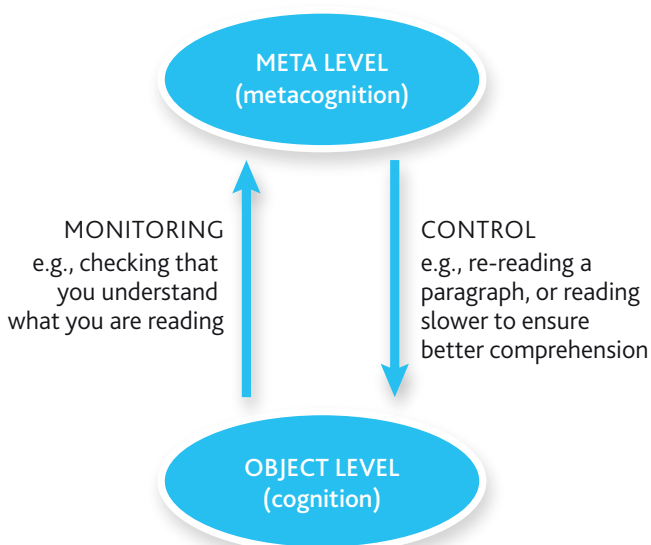 META LEVEL
(metacognition)
MONITORING
e.g., checking that
you understand
what you are reading
CONTROL
e.g., re-reading a
paragraph, or reading
slower to ensure
better comprehension
OBJECT LEVEL
(cognition)